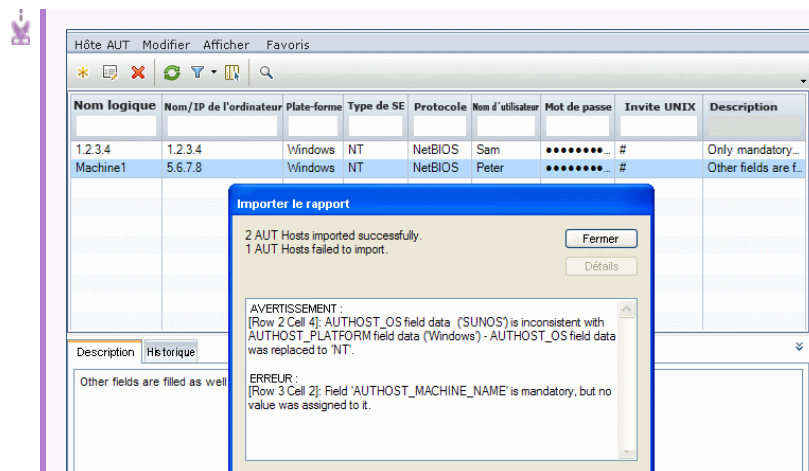 Hôte AUT Modifier Afficher Favoris
Nom logique Nom/IP de l'ordinateur Plate-forme Type de SE Protocole Nom d'utilisateur Mot de passe Invite UNIX Description
1.2.3.4 1.2.3.4 Windows NT NetBIOS Sam ●●●●●●●●... # Only mandatory...
Machine1 5.6.7.8 Windows NT NetBIOS Peter ●●●●●●●●... # Other fields are f...
Importer le rapport
2 AUT Hosts imported successfully.
1 AUT Hosts failed to import.
Fermer
Détails
AVERTISSEMENT :
[Row 2 Cell 4]: AUTHOST_OS field data ('SUNOS') is inconsistent with
AUTHOST_PLATFORM field data ('Windows') - AUTHOST_OS field data
was replaced to 'NT'.
ERREUR :
[Row 3 Cell 2]: Field 'AUTHOST_MACHINE_NAME' is mandatory, but no
value was assigned to it.
Description Historique
Other fields are filled as well